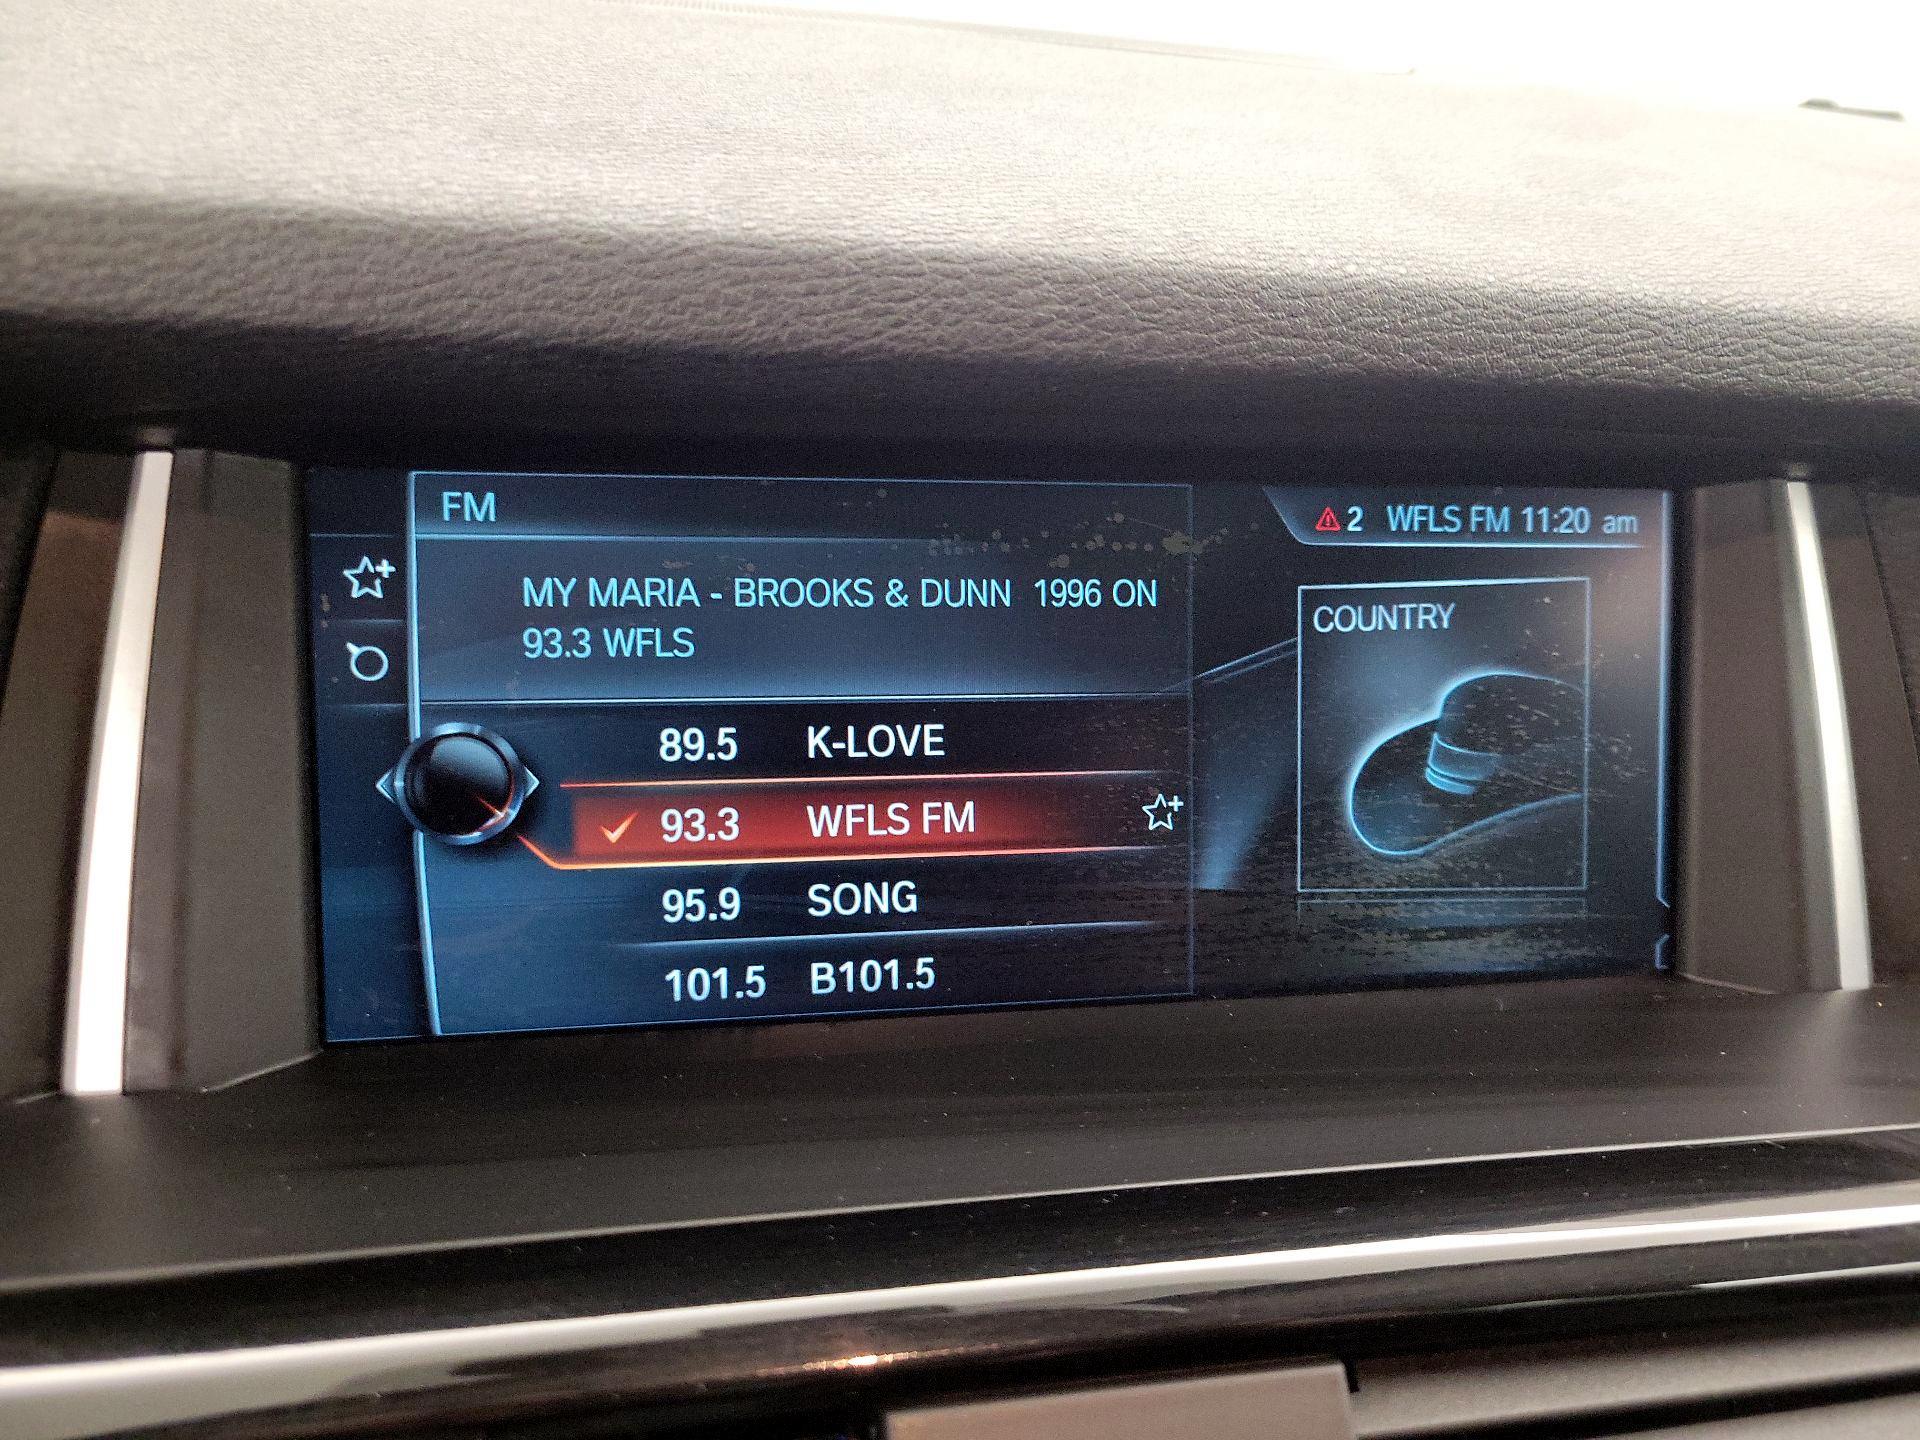 FM
2 WFLS FM 11:20 am
MY MARIA - BROOKS & DUNN 1996 ON
93.3 WFLS
COUNTRY
89.5 K-LOVE
93.3 WFLS FM
95.9 SONG
101.5 B101.5